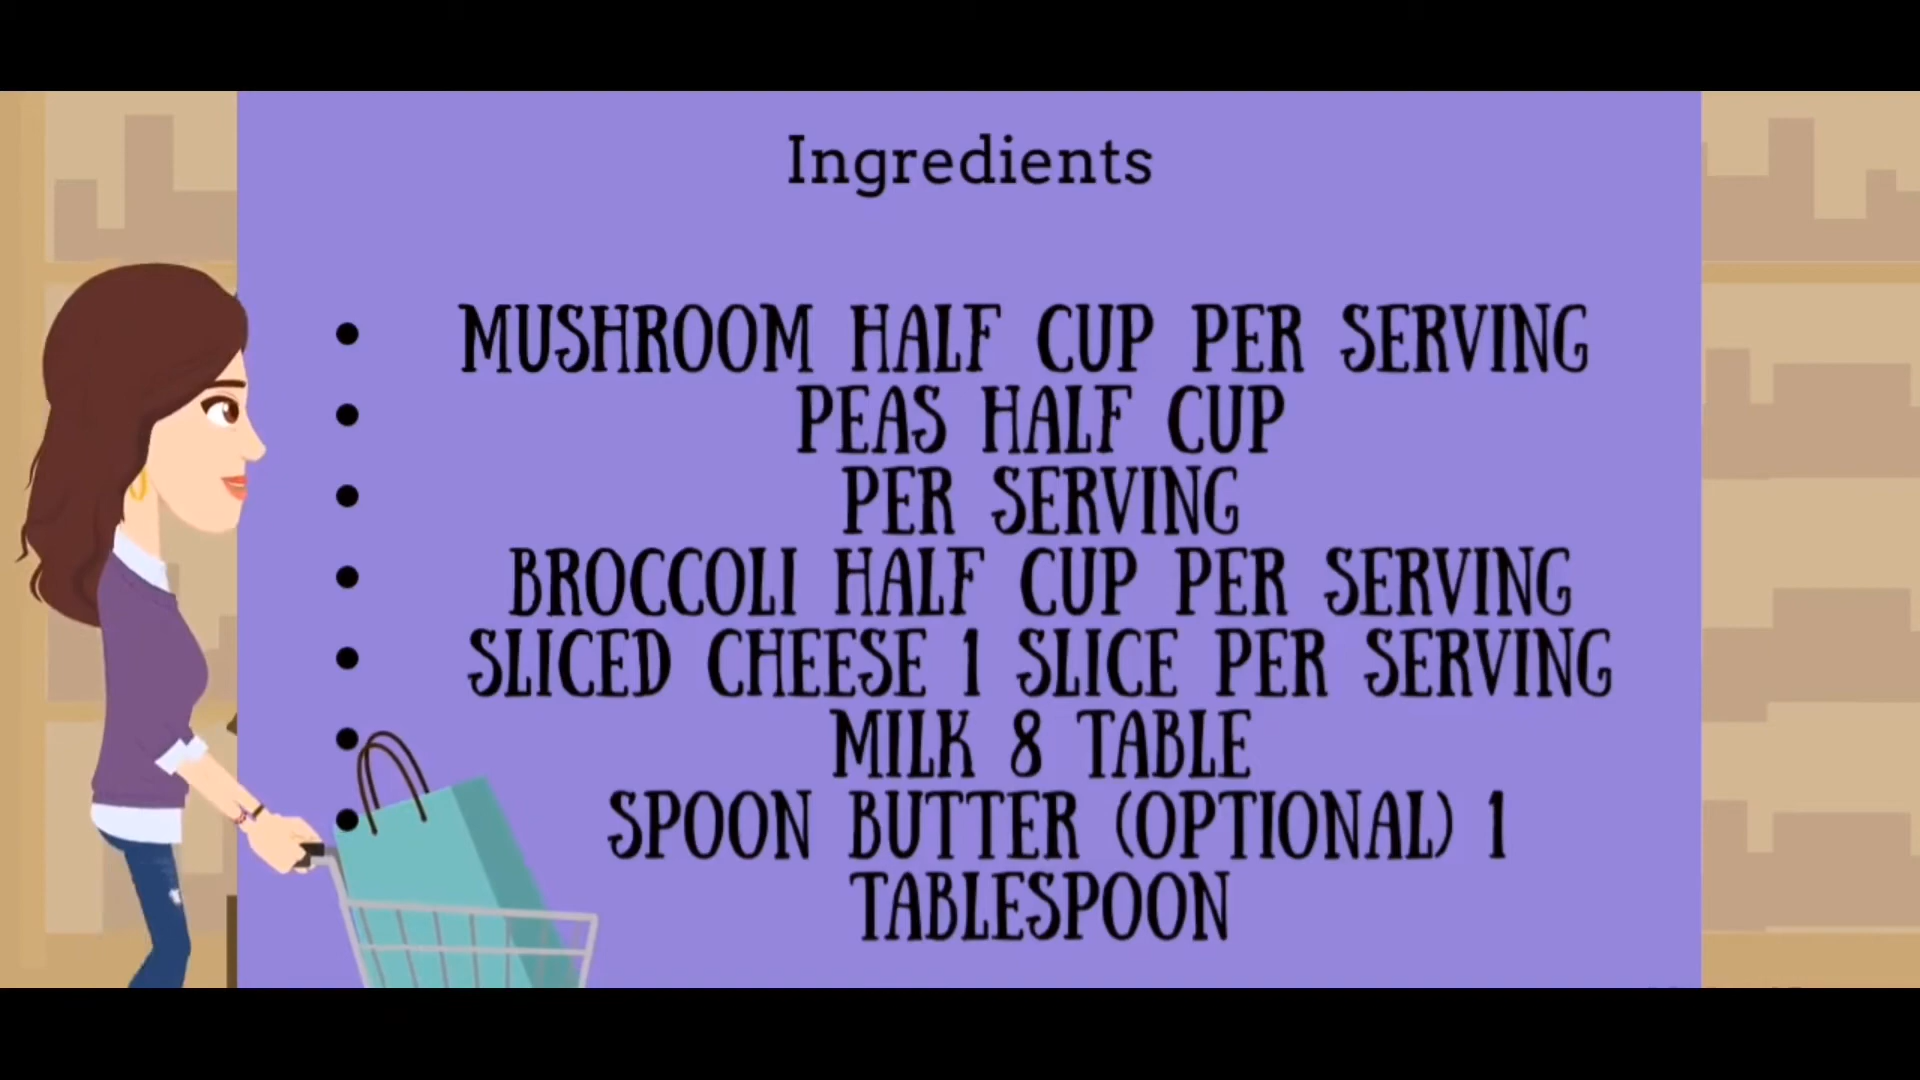 Ingredients
MUSHROOM HALF CUP PER SERVING
PEAS HALF CUP
PER SERVING
BROCCOLI HALF CUP PER SERVING
SLICED CHEESE 1 SLICE PER SERVING
MILK 8 TABLE
SPOON BUTTER (OPTIONAL) 1
TABLESPOON